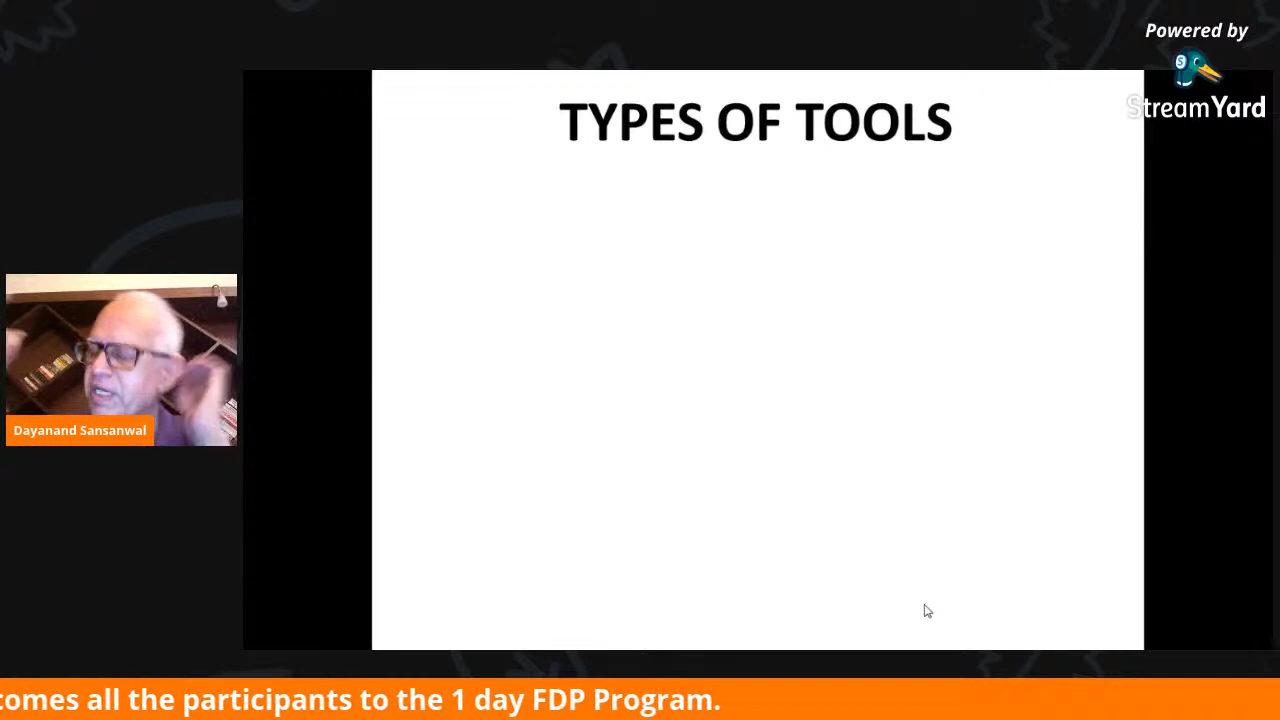 Powered by
StreamYard
TYPES OF TOOLS
Dayanand Sansanwal
comes all the participants to the 1 day FDP Program.